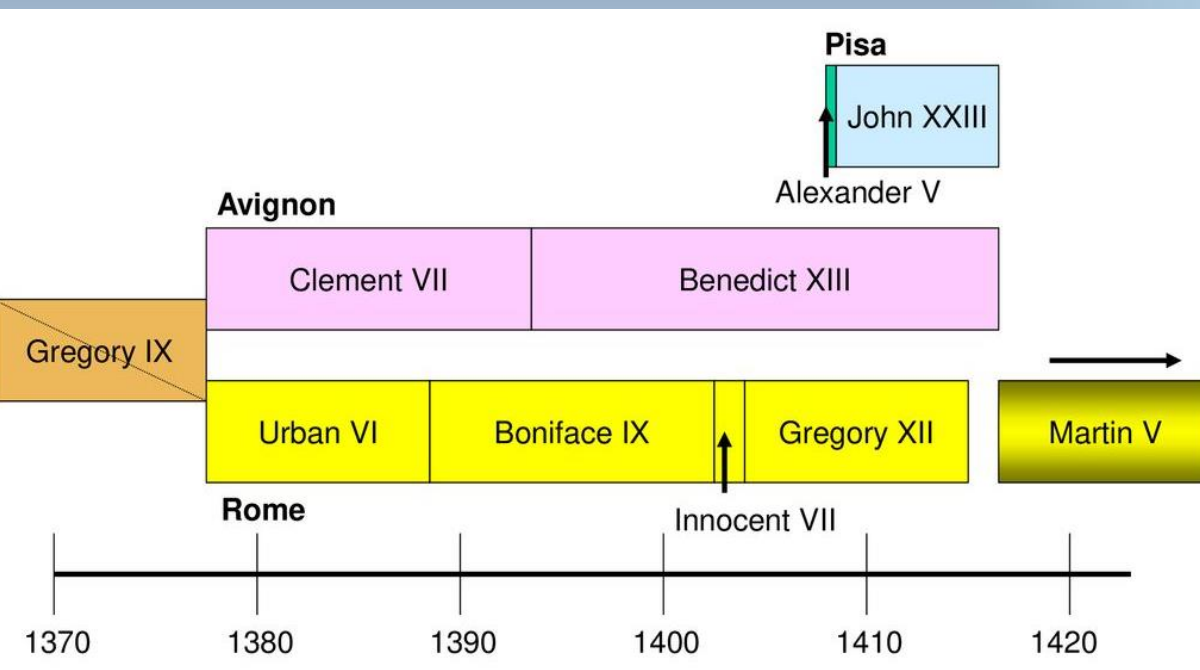 Pisa
John XXIII
Alexander V
Avignon
Clement VII
Benedict XIII
Gregory IX
Urban VI
Boniface IX
Gregory XII
Martin V
Rome
Innocent VII
1370
1380
1390
1400
1410
1420